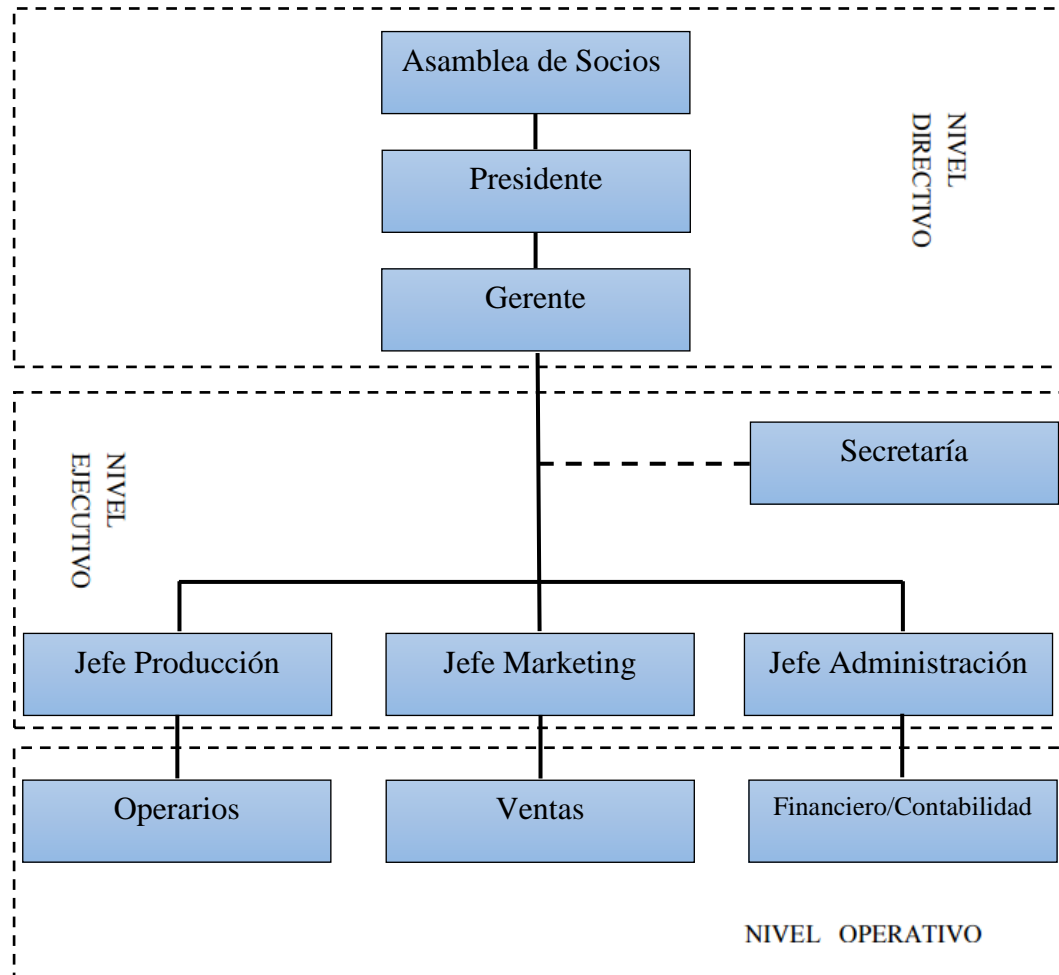 Asamblea de Socios
NIVEL
DIRECTIVO
Presidente
Gerente
Secretaría
NIVEL
EJECUTIVO
Jefe Producción
Jefe Marketing
Jefe Administración
Operarios
Ventas
Financiero/Contabilidad
NIVEL OPERATIVO